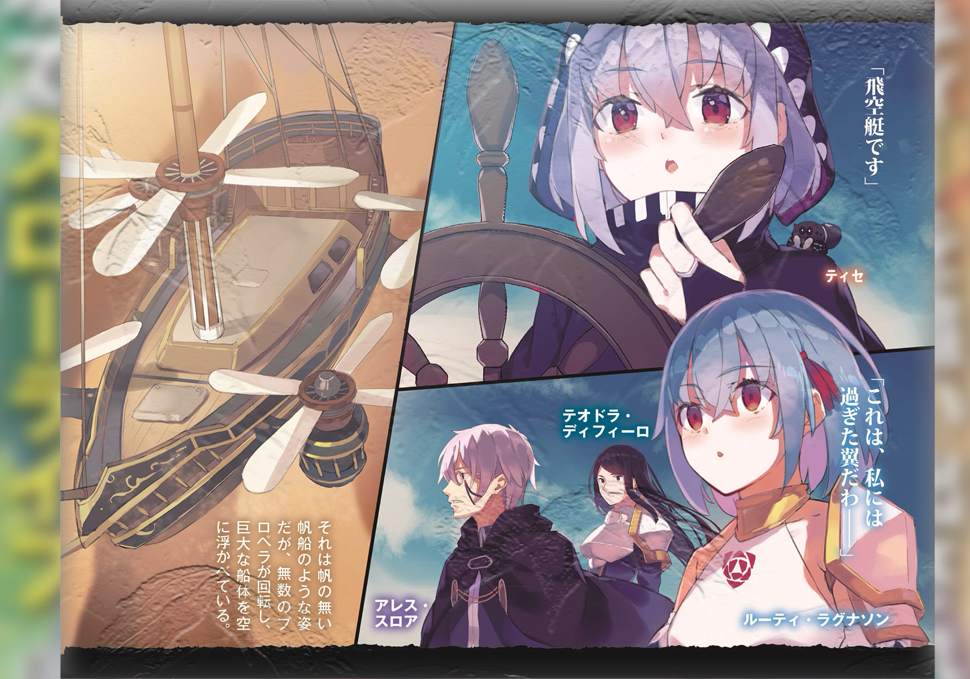 「飛空艇です」
ティセ
「これは、私には
過ぎた翼だわ――」
テオドラ・
ディフィーロ
ルーティ・ラグナソン
アレス・
スロア
それは帆の無い
帆船のような姿
だが、無数のプ
ロペラが回転し、
巨大な船体を空
に浮かべている。